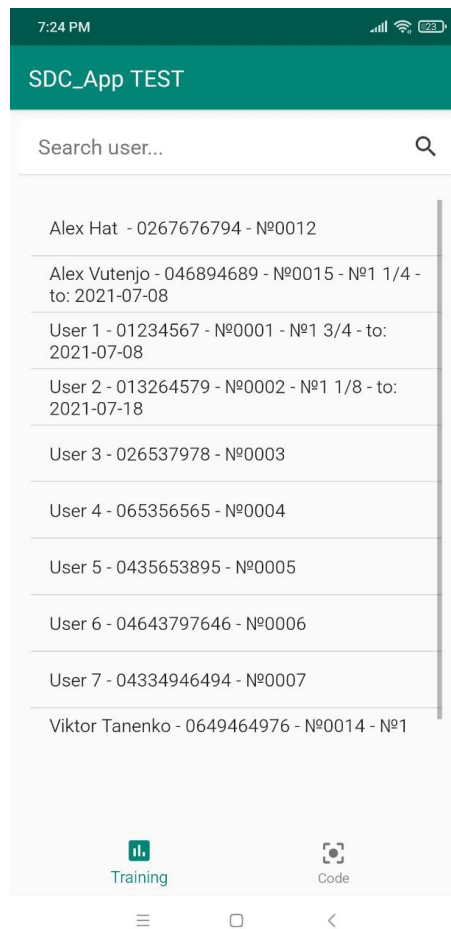 7:24 PM
23
SDC_App TEST
Search user...
Alex Hat - 0267676794 - №0012
Alex Vutenjo - 046894689 - №0015 - №1 1/4 -
to: 2021-07-08
User 1 - 01234567 - №0001 - №1 3/4 - to:
2021-07-08
User 2 - 013264579 - №0002 - №1 1/8 - to:
2021-07-18
User 3 - 026537978 - №0003
User 4 - 065356565 - №0004
User 5 - 0435653895 - №0005
User 6 - 04643797646 - №0006
User 7 - 04334946494 - №0007
Viktor Tanenko - 0649464976 - №0014 - №1
Training
Code